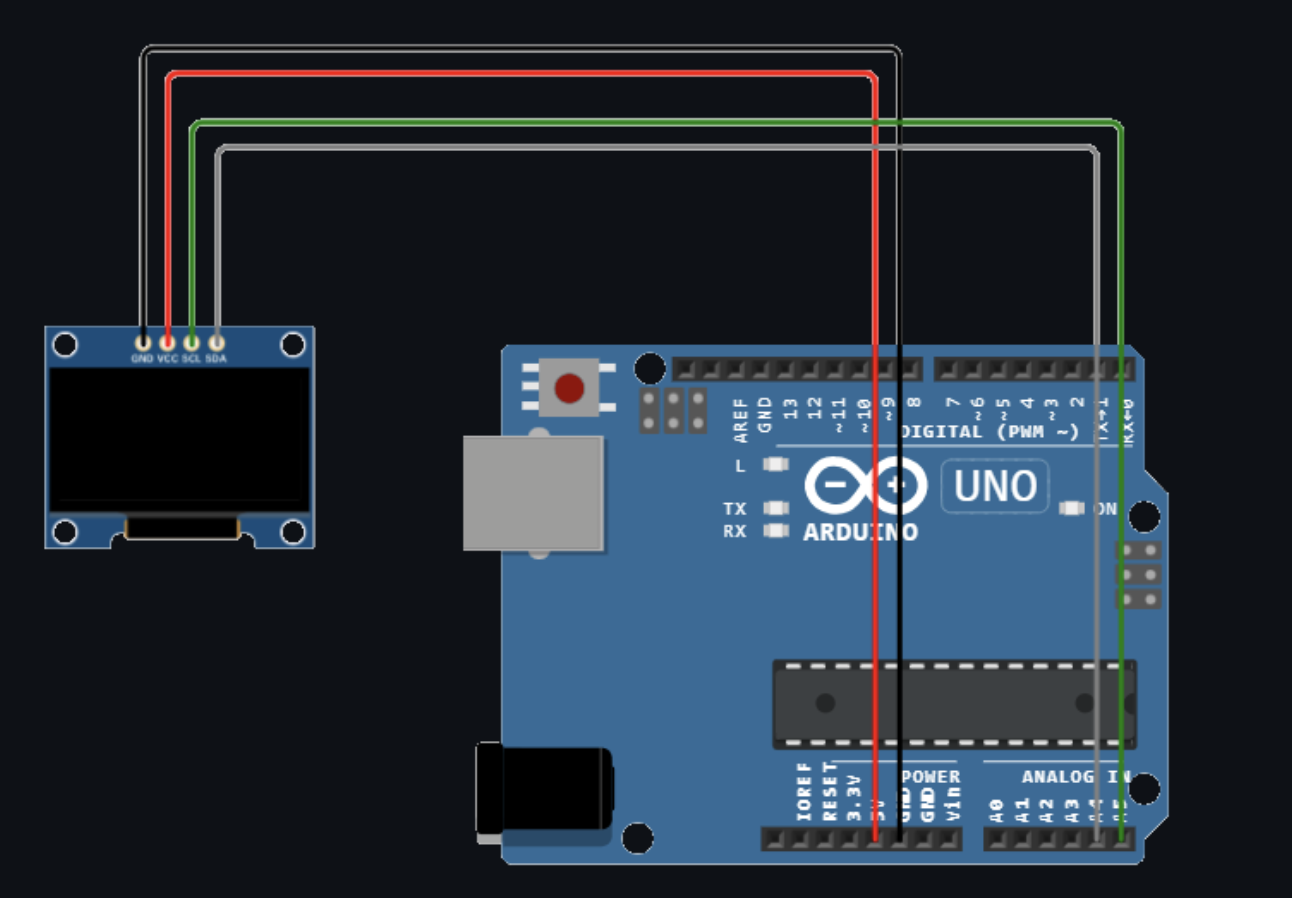 GND VCC SCL SDA
AREF
GND
13
12
~11
~10
~9
8
7
~6
~5
4
~3
2
TX→1
RX←0
DIGITAL (PWM ~)
L
TX
RX
ARDUINO
UNO
ON
IOREF
RESET
3.3V
5V
GND
GND
Vin
POWER
ANALOG IN
A0
A1
A2
A3
A4
A5